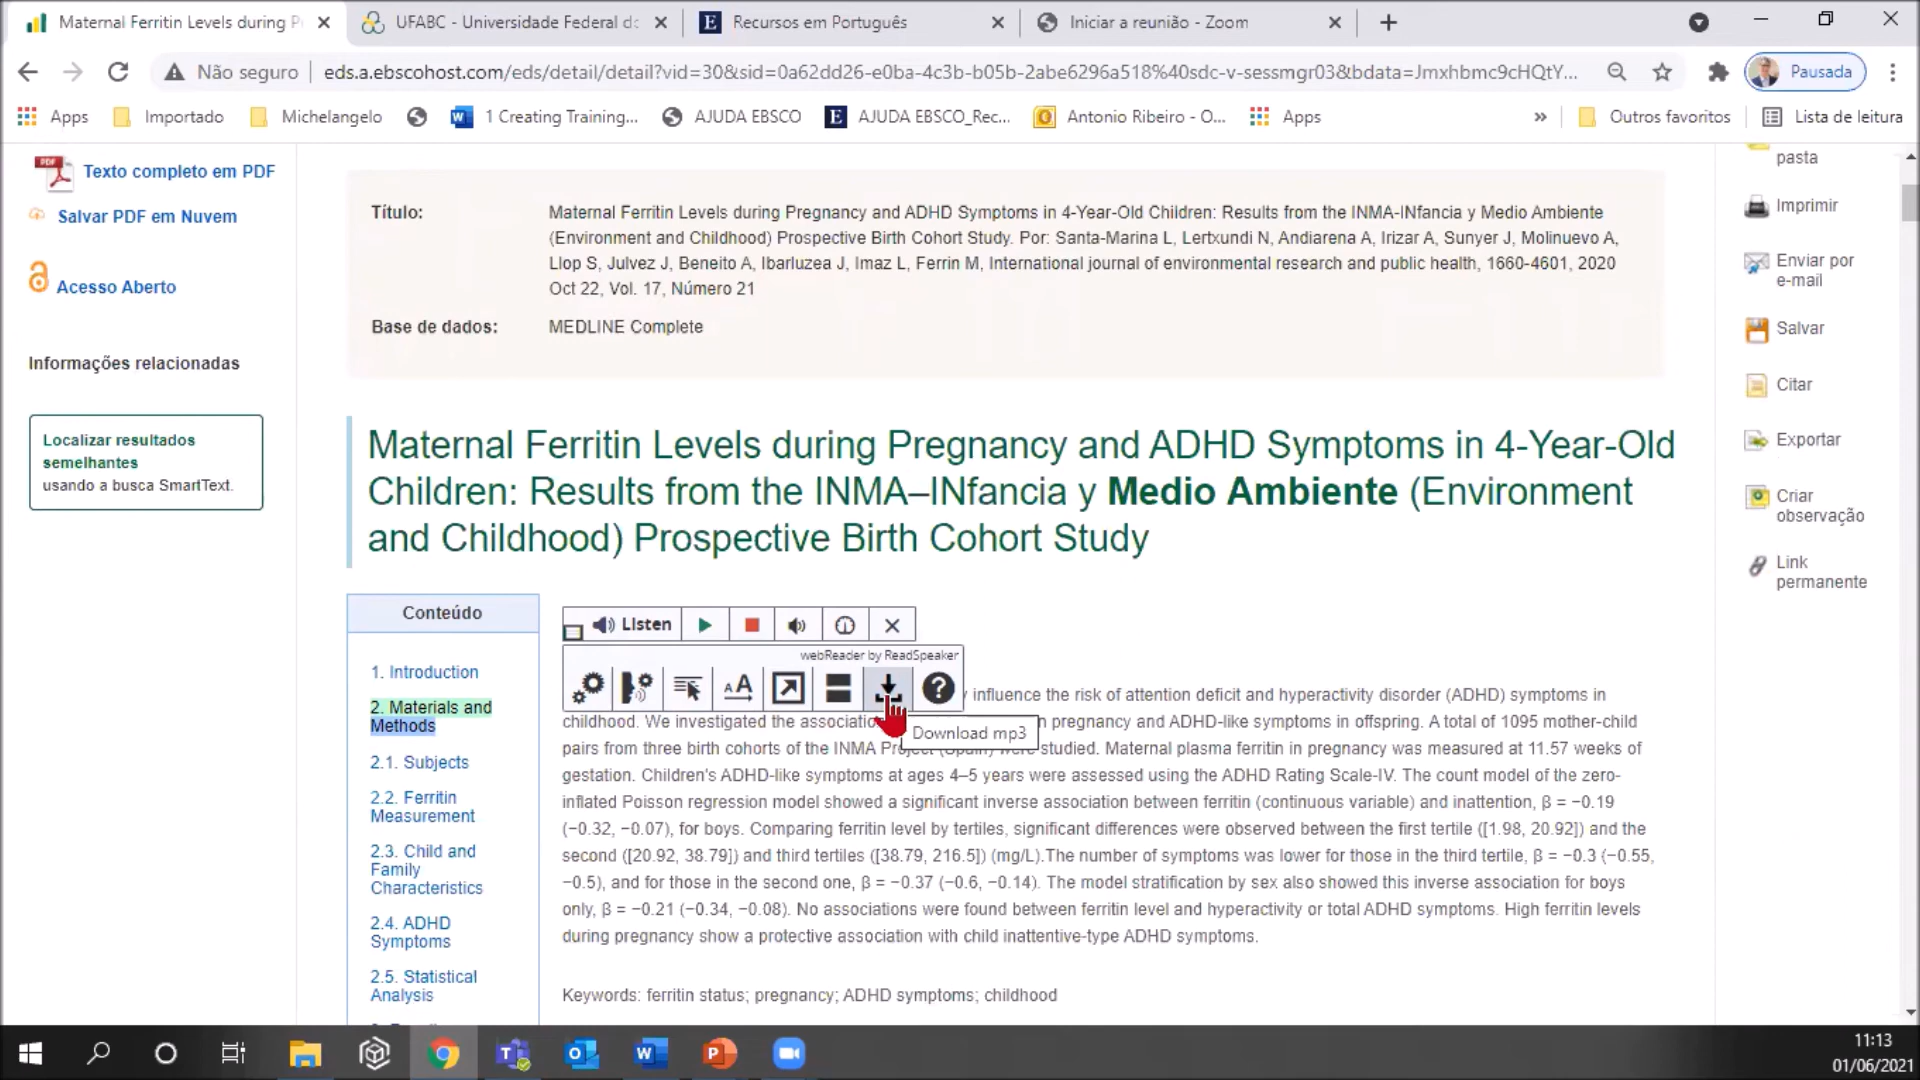 Maternal Ferritin Levels during P
UFABC - Universidade Federal do
Recursos em Português
Iniciar a reunião - Zoom
Não seguro
eds.a.ebscohost.com/eds/detail/detail?vid=30&sid=0a62dd26-e0ba-4c3b-b05b-2abe6296a518%40sdc-v-sessmgr03&bdata=Jmxhbmc9cHQtY...
Pausada
Apps
Importado
Michelangelo
1 Creating Training...
AJUDA EBSCO
AJUDA EBSCO_Rec...
Antonio Ribeiro - O...
Apps
»
Outros favoritos
Lista de leitura
PDF
Texto completo em PDF
Salvar PDF em Nuvem
Acesso Aberto
Informações relacionadas
Localizar resultados
semelhantes
usando a busca SmartText.
Título:
Maternal Ferritin Levels during Pregnancy and ADHD Symptoms in 4-Year-Old Children: Results from the INMA-INfancia y Medio Ambiente
(Environment and Childhood) Prospective Birth Cohort Study. Por: Santa-Marina L, Lertxundi N, Andiarena A, Irizar A, Sunyer J, Molinuevo A,
Llop S, Julvez J, Beneito A, Ibarluzea J, Imaz L, Ferrin M, International journal of environmental research and public health, 1660-4601, 2020
Oct 22, Vol. 17, Número 21
Base de dados:
MEDLINE Complete
Maternal Ferritin Levels during Pregnancy and ADHD Symptoms in 4-Year-Old
Children: Results from the INMA–INfancia y Medio Ambiente (Environment
and Childhood) Prospective Birth Cohort Study
Conteúdo
1. Introduction
2. Materials and
Methods
2.1. Subjects
2.2. Ferritin
Measurement
2.3. Child and
Family
Characteristics
2.4. ADHD
Symptoms
2.5. Statistical
Analysis
Listen
webReader by ReadSpeaker
Download mp3
influence the risk of attention deficit and hyperactivity disorder (ADHD) symptoms in
childhood. We investigated the associatio n pregnancy and ADHD-like symptoms in offspring. A total of 1095 mother-child
pairs from three birth cohorts of the INMA Project (Spain) were studied. Maternal plasma ferritin in pregnancy was measured at 11.57 weeks of
gestation. Children's ADHD-like symptoms at ages 4–5 years were assessed using the ADHD Rating Scale-IV. The count model of the zero-
inflated Poisson regression model showed a significant inverse association between ferritin (continuous variable) and inattention, β = −0.19
(−0.32, −0.07), for boys. Comparing ferritin level by tertiles, significant differences were observed between the first tertile ([1.98, 20.92]) and the
second ([20.92, 38.79]) and third tertiles ([38.79, 216.5]) (mg/L).The number of symptoms was lower for those in the third tertile, β = −0.3 (−0.55,
−0.5), and for those in the second one, β = −0.37 (−0.6, −0.14). The model stratification by sex also showed this inverse association for boys
only, β = −0.21 (−0.34, −0.08). No associations were found between ferritin level and hyperactivity or total ADHD symptoms. High ferritin levels
during pregnancy show a protective association with child inattentive-type ADHD symptoms.
Keywords: ferritin status; pregnancy; ADHD symptoms; childhood
pasta
Imprimir
Enviar por
e-mail
Salvar
Citar
Exportar
Criar
observação
Link
permanente
11:13
01/06/2021